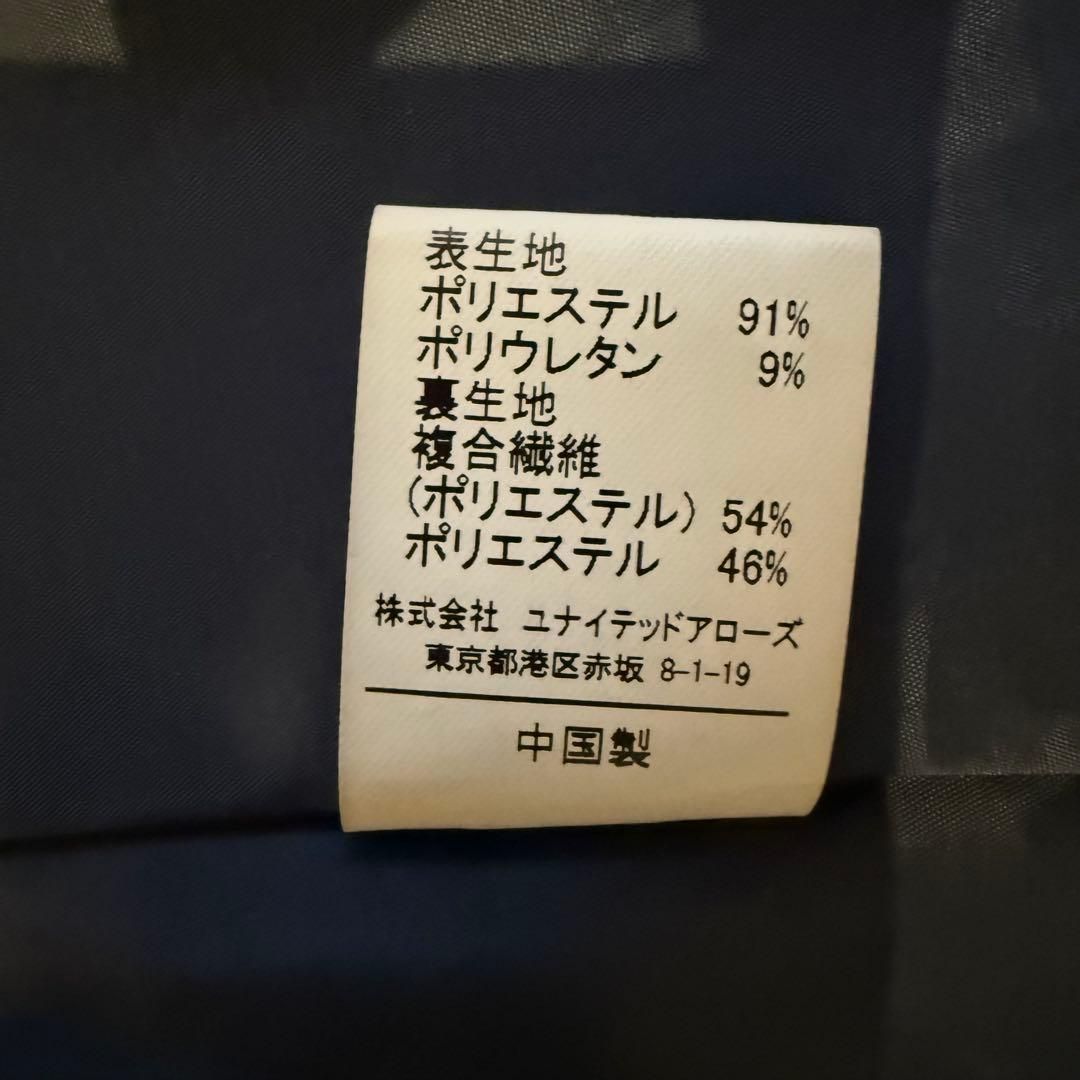 表生地
ポリエステル 91%
ポリウレタン 9%
裏生地
複合繊維
(ポリエステル) 54%
ポリエステル 46%
株式会社 ユナイテッドアローズ
東京都港区赤坂 8-1-19
中国製